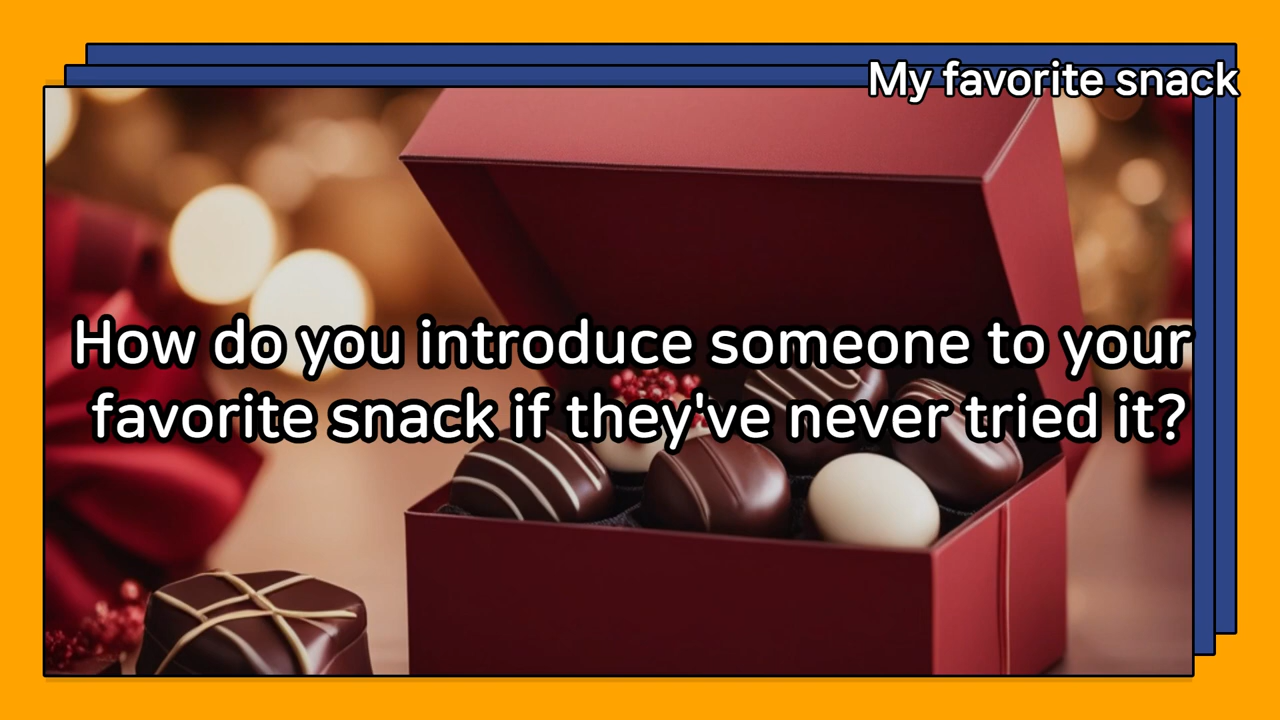 My favorite snack
How do you introduce someone to your
favorite snack if they've never tried it?